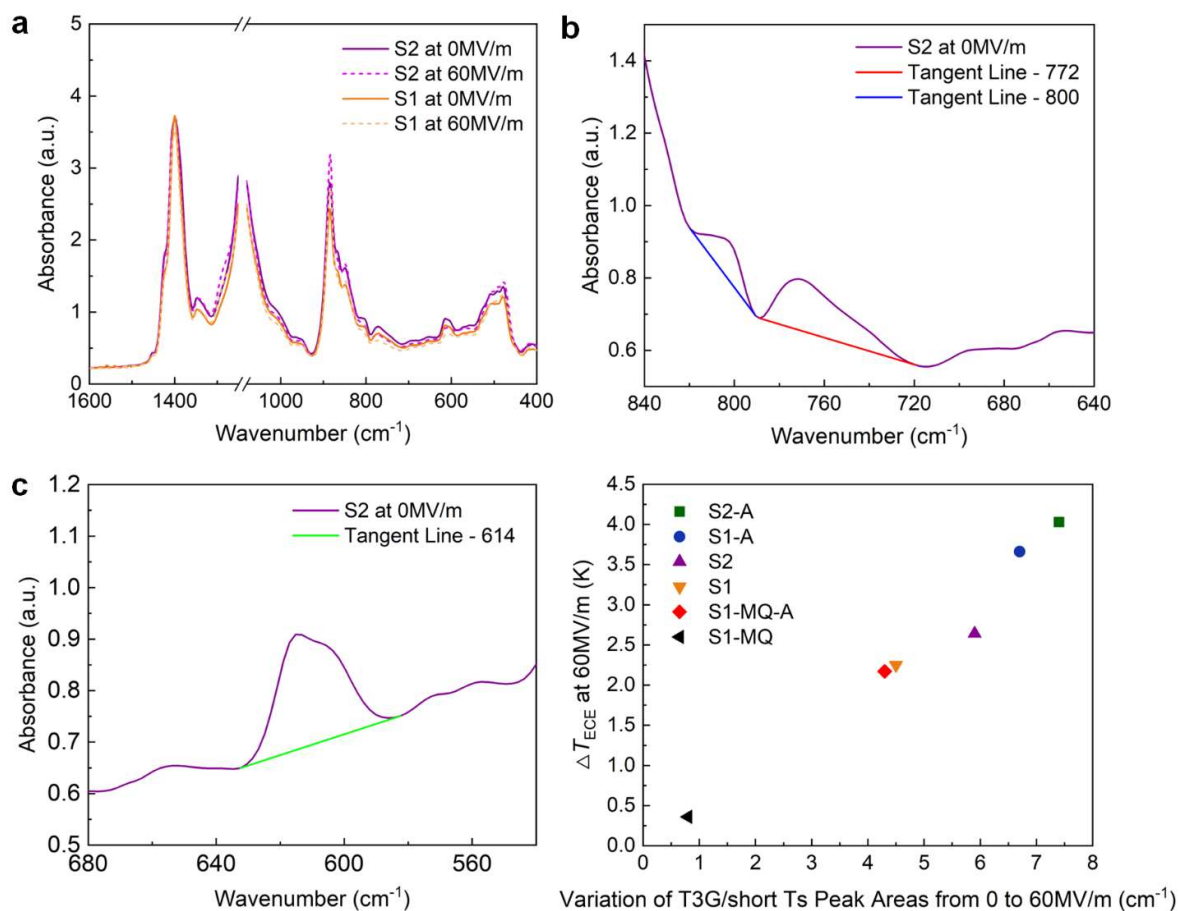 a
5
4
3
2
1
0
1600
1400
1000
800
600
400
Absorbance (a.u.)
Wavenumber (cm⁻¹)
S2 at 0MV/m
S2 at 60MV/m
S1 at 0MV/m
S1 at 60MV/m
b
1.4
1.2
1.0
0.8
0.6
840
800
760
720
680
640
Absorbance (a.u.)
Wavenumber (cm⁻¹)
S2 at 0MV/m
Tangent Line - 772
Tangent Line - 800
c
1.2
1.1
1.0
0.9
0.8
0.7
0.6
0.5
680
640
600
560
Absorbance (a.u.)
Wavenumber (cm⁻¹)
S2 at 0MV/m
Tangent Line - 614
4.5
4.0
3.5
3.0
2.5
2.0
1.5
1.0
0.5
0.0
0
1
2
3
4
5
6
7
8
△T_ECE at 60MV/m (K)
Variation of T3G/short Ts Peak Areas from 0 to 60MV/m (cm⁻¹)
S2-A
S1-A
S2
S1
S1-MQ-A
S1-MQ